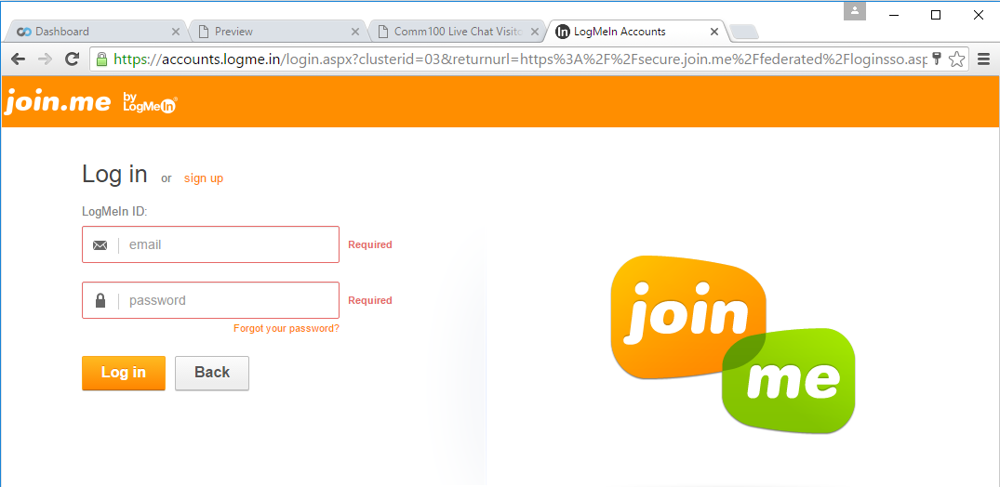 Dashboard
Preview
Comm100 Live Chat Visito
LogMeIn Accounts
https://accounts.logme.in/login.aspx?clusterid=03&returnurl=https%3A%2F%2Fsecure.join.me%2Ffederated%2Floginsso.asp
join.me by LogMeIn®
Log in or sign up
LogMeIn ID:
email Required
password Required
Forgot your password?
Log in Back
join
me